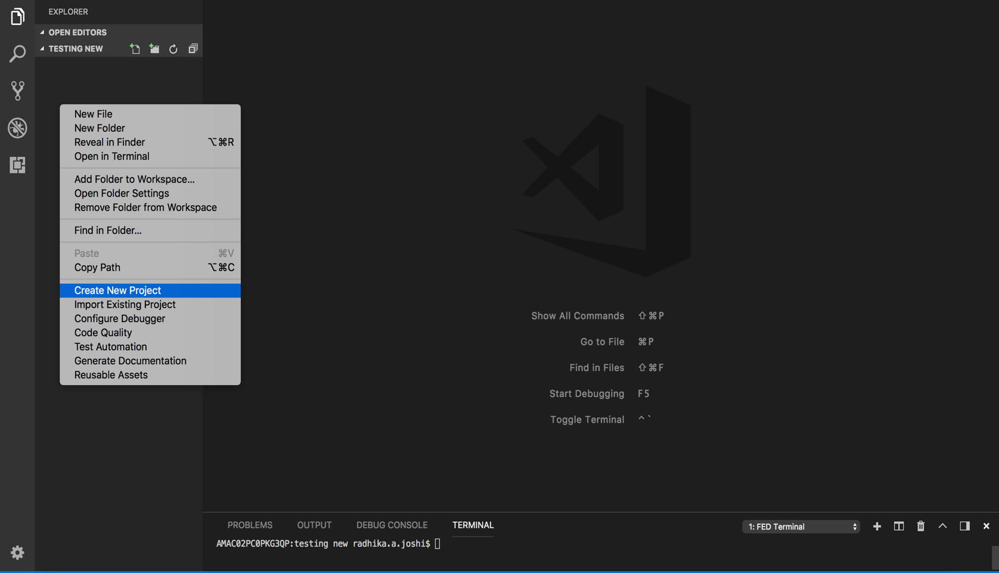 EXPLORER
OPEN EDITORS
TESTING NEW
New File
New Folder
Reveal in Finder ⌥⌘R
Open in Terminal
Add Folder to Workspace...
Open Folder Settings
Remove Folder from Workspace
Find in Folder...
Paste ⌘V
Copy Path ⌥⌘C
Create New Project
Import Existing Project
Configure Debugger
Code Quality
Test Automation
Generate Documentation
Reusable Assets
Show All Commands ⇧⌘P
Go to File ⌘P
Find in Files ⇧⌘F
Start Debugging F5
Toggle Terminal ^`
PROBLEMS OUTPUT DEBUG CONSOLE TERMINAL 1: FED Terminal
AMAC02PC0PKG3QP:testing new radhika.a.joshi$